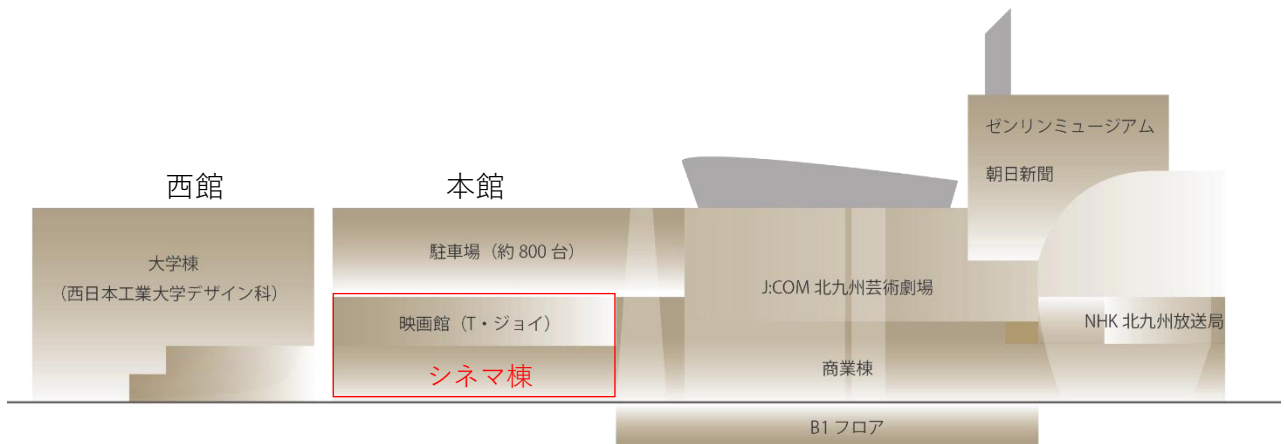 西館
本館
大学棟
（西日本工業大学デザイン科）
駐車場（約 800 台）
映画館（T・ジョイ）
シネマ棟
J:COM 北九州芸術劇場
商業棟
B1 フロア
ゼンリンミュージアム
朝日新聞
NHK 北九州放送局